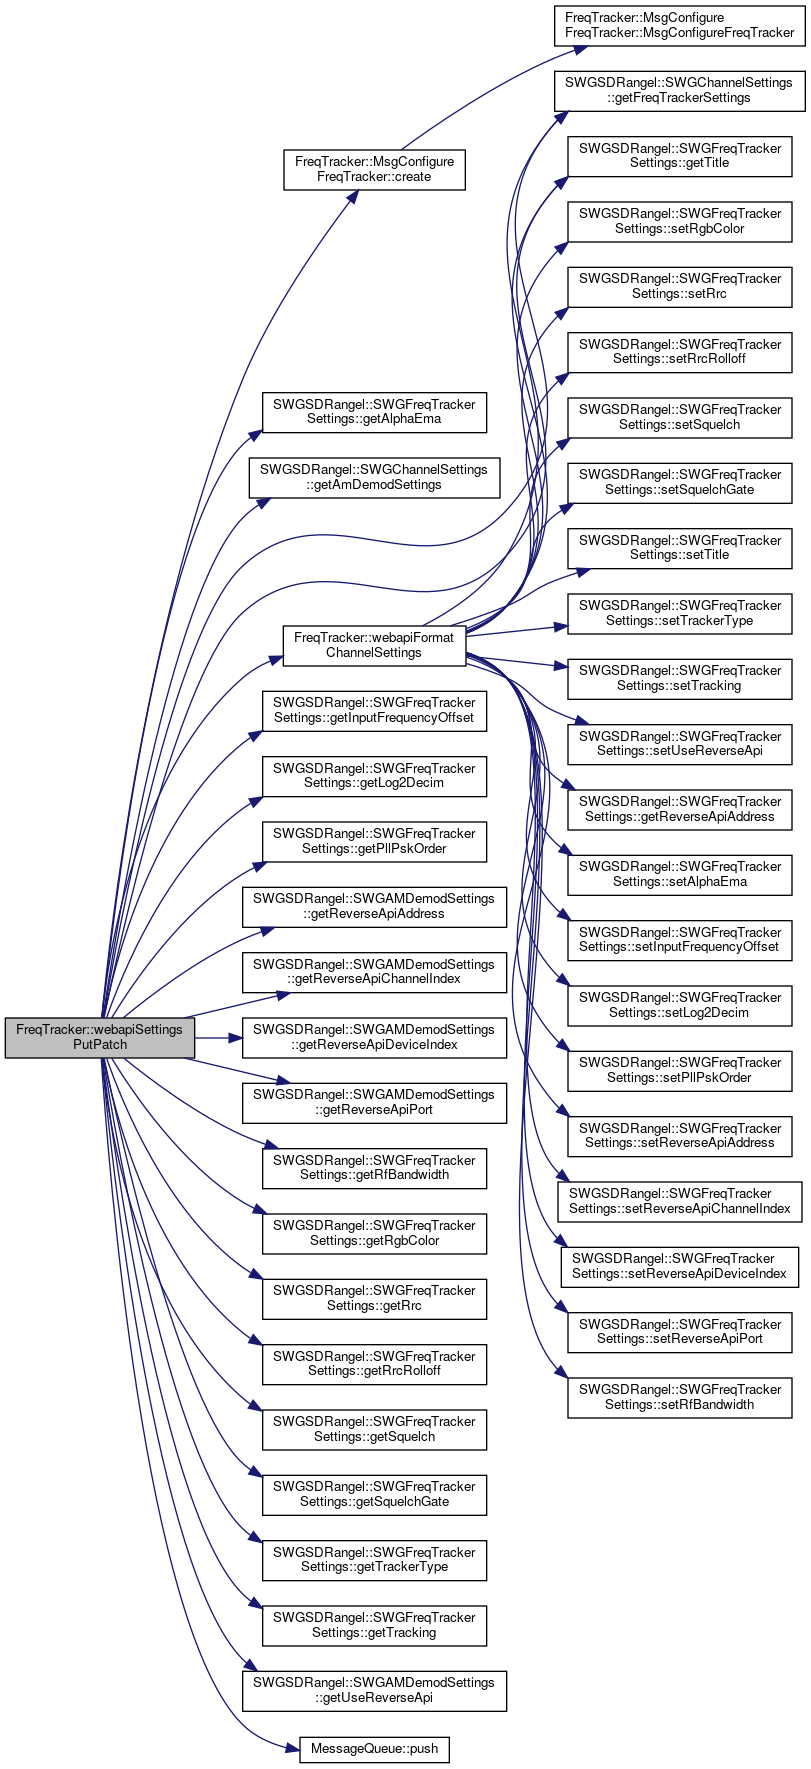 FreqTracker::webapiSettings
PutPatch
FreqTracker::MsgConfigure
FreqTracker::create
SWGSDRangel::SWGFreqTracker
Settings::getAlphaEma
SWGSDRangel::SWGChannelSettings
::getAmDemodSettings
FreqTracker::webapiFormat
ChannelSettings
SWGSDRangel::SWGFreqTracker
Settings::getInputFrequencyOffset
SWGSDRangel::SWGFreqTracker
Settings::getLog2Decim
SWGSDRangel::SWGFreqTracker
Settings::getPllPskOrder
SWGSDRangel::SWGAMDemodSettings
::getReverseApiAddress
SWGSDRangel::SWGAMDemodSettings
::getReverseApiChannelIndex
SWGSDRangel::SWGAMDemodSettings
::getReverseApiDeviceIndex
SWGSDRangel::SWGAMDemodSettings
::getReverseApiPort
SWGSDRangel::SWGFreqTracker
Settings::getRfBandwidth
SWGSDRangel::SWGFreqTracker
Settings::getRgbColor
SWGSDRangel::SWGFreqTracker
Settings::getRrc
SWGSDRangel::SWGFreqTracker
Settings::getRrcRolloff
SWGSDRangel::SWGFreqTracker
Settings::getSquelch
SWGSDRangel::SWGFreqTracker
Settings::getSquelchGate
SWGSDRangel::SWGFreqTracker
Settings::getTrackerType
SWGSDRangel::SWGFreqTracker
Settings::getTracking
SWGSDRangel::SWGAMDemodSettings
::getUseReverseApi
MessageQueue::push
FreqTracker::MsgConfigure
FreqTracker::MsgConfigureFreqTracker
SWGSDRangel::SWGChannelSettings
::getFreqTrackerSettings
SWGSDRangel::SWGFreqTracker
Settings::getTitle
SWGSDRangel::SWGFreqTracker
Settings::setRgbColor
SWGSDRangel::SWGFreqTracker
Settings::setRrc
SWGSDRangel::SWGFreqTracker
Settings::setRrcRolloff
SWGSDRangel::SWGFreqTracker
Settings::setSquelch
SWGSDRangel::SWGFreqTracker
Settings::setSquelchGate
SWGSDRangel::SWGFreqTracker
Settings::setTitle
SWGSDRangel::SWGFreqTracker
Settings::setTrackerType
SWGSDRangel::SWGFreqTracker
Settings::setTracking
SWGSDRangel::SWGFreqTracker
Settings::setUseReverseApi
SWGSDRangel::SWGFreqTracker
Settings::getReverseApiAddress
SWGSDRangel::SWGFreqTracker
Settings::setAlphaEma
SWGSDRangel::SWGFreqTracker
Settings::setInputFrequencyOffset
SWGSDRangel::SWGFreqTracker
Settings::setLog2Decim
SWGSDRangel::SWGFreqTracker
Settings::setPllPskOrder
SWGSDRangel::SWGFreqTracker
Settings::setReverseApiAddress
SWGSDRangel::SWGFreqTracker
Settings::setReverseApiChannelIndex
SWGSDRangel::SWGFreqTracker
Settings::setReverseApiDeviceIndex
SWGSDRangel::SWGFreqTracker
Settings::setReverseApiPort
SWGSDRangel::SWGFreqTracker
Settings::setRfBandwidth